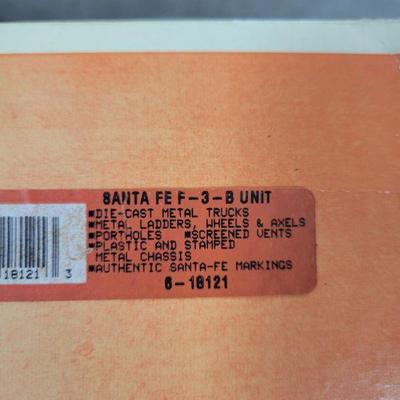 SANTA FE F-3-B UNIT
▪DIE-CAST METAL TRUCKS
▪METAL LADDERS, WHEELS & AXELS
▪PORTHOLES ▪SCREENED VENTS
▪PLASTIC AND STAMPED
METAL CHASSIS
▪AUTHENTIC SANTA-FE MARKINGS
6-18121
18121 3